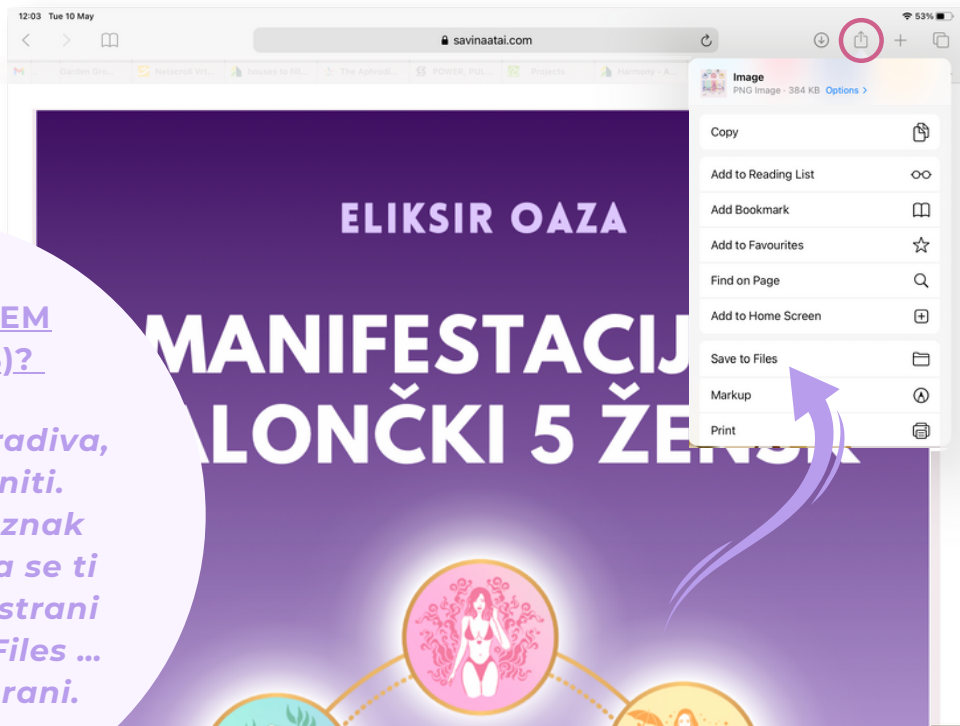 12:03 Tue 10 May
53%
savinaatai.com
Image
PNG Image · 384 KB Options >
Copy
Add to Reading List
Add Bookmark
Add to Favourites
Find on Page
Add to Home Screen
Save to Files
Markup
Print
ELIKSIR OAZA
MANIFESTACIJ
ALONČKI 5 ŽENSK
EM
)?
radiva,
niti.
znak
a se ti
strani
Files ...
rani.